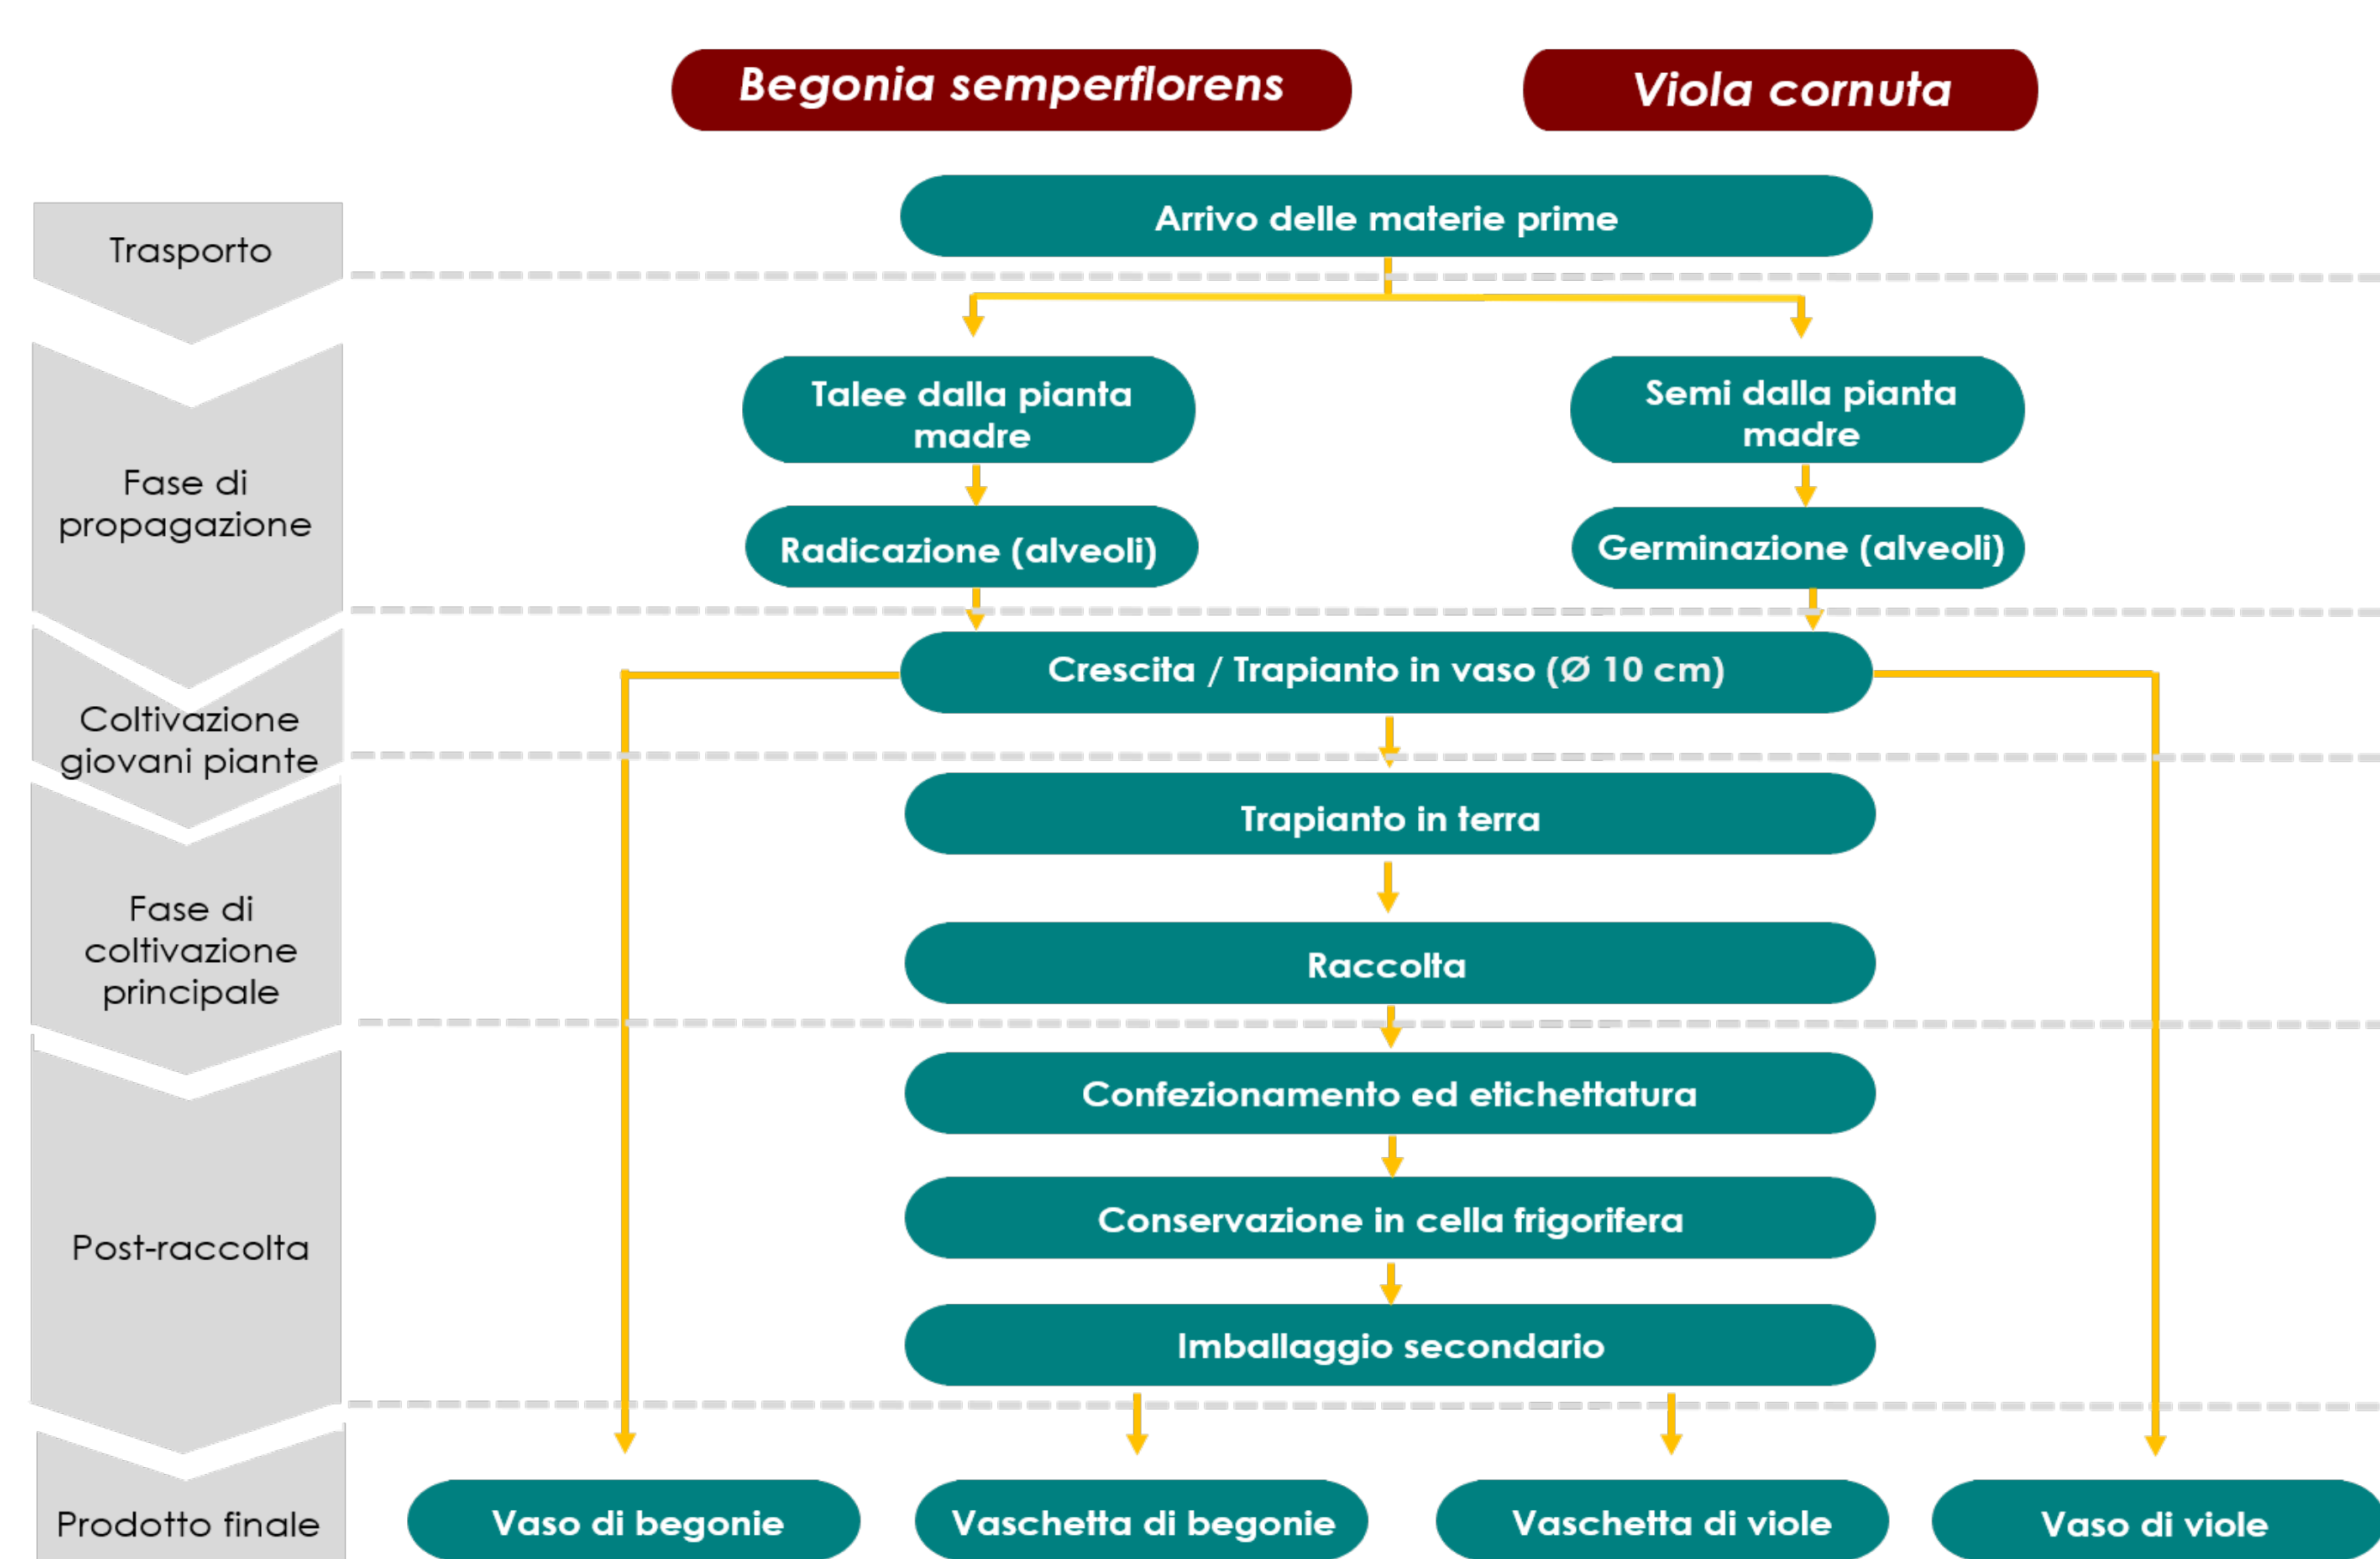 Begonia semperflorens
Viola cornuta
Trasporto
Arrivo delle materie prime
Fase di
propagazione
Talee dalla pianta
madre
Semi dalla pianta
madre
Radicazione (alveoli)
Germinazione (alveoli)
Coltivazione
giovani piante
Crescita / Trapianto in vaso (Ø 10 cm)
Fase di
coltivazione
principale
Trapianto in terra
Raccolta
Post-raccolta
Confezionamento ed etichettatura
Conservazione in cella frigorifera
Imballaggio secondario
Prodotto finale
Vaso di begonie
Vaschetta di begonie
Vaschetta di viole
Vaso di viole